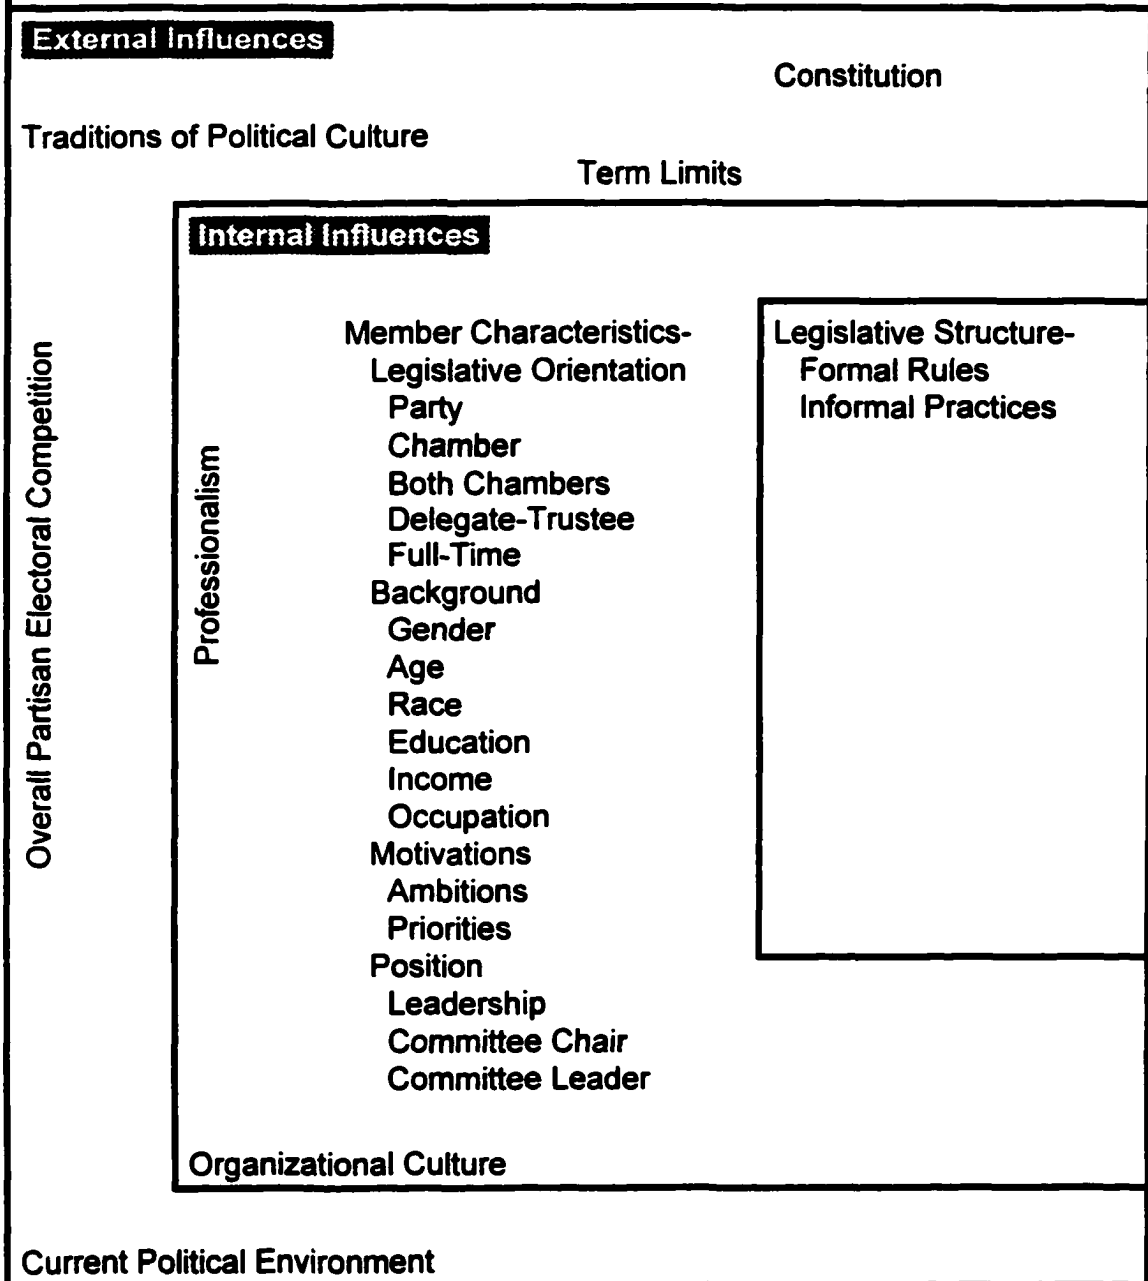 External Influences
Constitution
Traditions of Political Culture
Term Limits
Overall Partisan Electoral Competition
Internal Influences
Professionalism
Member Characteristics-
Legislative Orientation
Party
Chamber
Both Chambers
Delegate-Trustee
Full-Time
Background
Gender
Age
Race
Education
Income
Occupation
Motivations
Ambitions
Priorities
Position
Leadership
Committee Chair
Committee Leader
Legislative Structure-
Formal Rules
Informal Practices
Organizational Culture
Current Political Environment